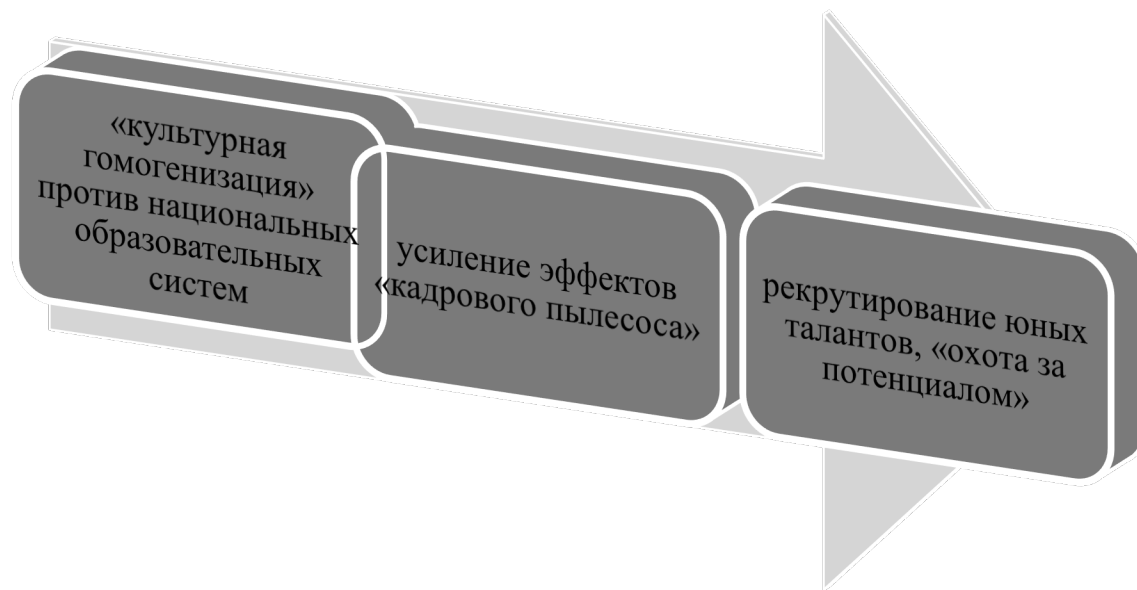 «культурная
гомогенизация»
против национальных
образовательных
систем
усиление эффектов
«кадрового пылесоса»
рекрутирование юных
талантов, «охота за
потенциалом»